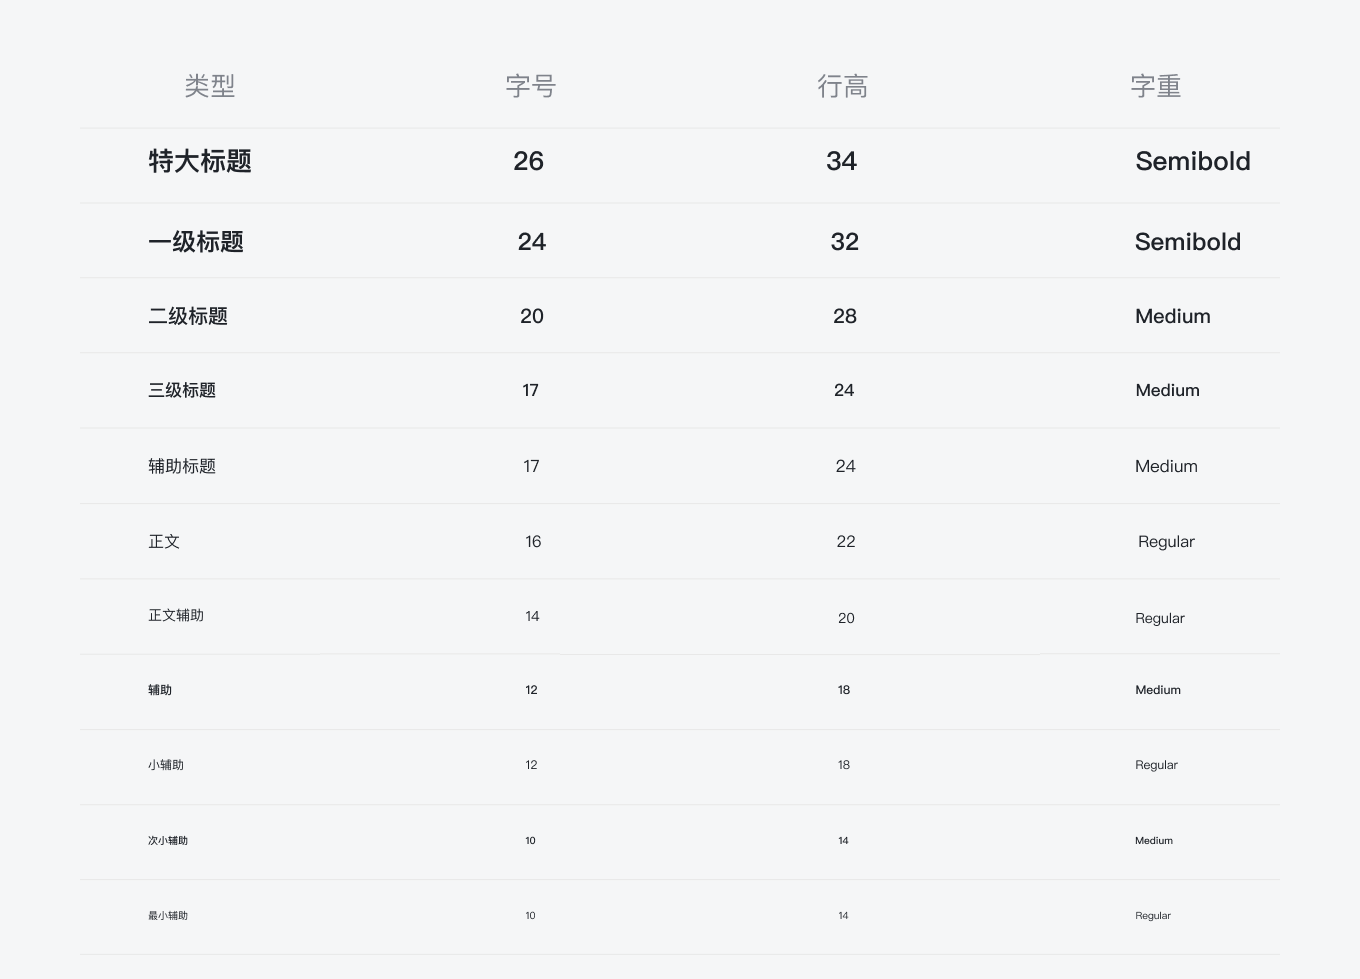 类型 字号 行高 字重
特大标题 26 34 Semibold
一级标题 24 32 Semibold
二级标题 20 28 Medium
三级标题 17 24 Medium
辅助标题 17 24 Medium
正文 16 22 Regular
正文辅助 14 20 Regular
辅助 12 18 Medium
小辅助 12 18 Regular
次小辅助 10 14 Medium
最小辅助 10 14 Regular